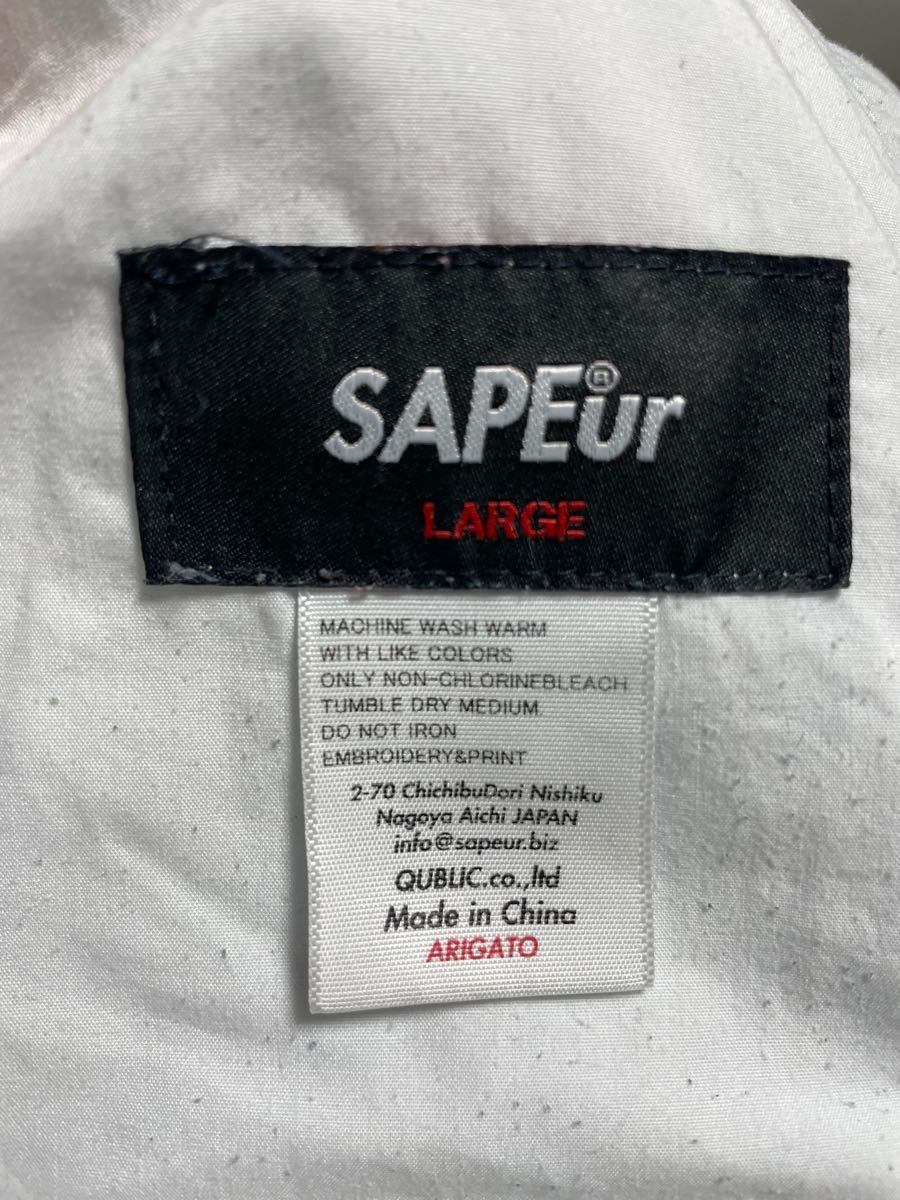 SAPEur®
LARGE
MACHINE WASH WARM
WITH LIKE COLORS
ONLY NON-CHLORINEBLEACH
TUMBLE DRY MEDIUM
DO NOT IRON
EMBROIDERY&PRINT
2-70 ChichibuDori Nishiku
Nagoya Aichi JAPAN
info@sapeur.biz
QUBLIC.co.,ltd
Made in China
ARIGATO